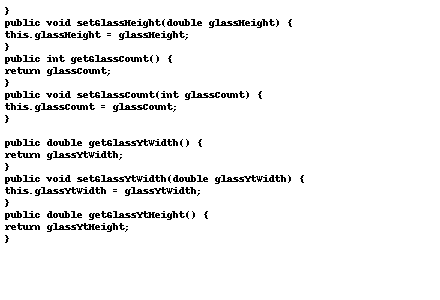 }
public void setGlassHeight(double glassHeight) {
this.glassHeight = glassHeight;
}
public int getGlassCount() {
return glassCount;
}
public void setGlassCount(int glassCount) {
this.glassCount = glassCount;
}
public double getGlassYtWidth() {
return glassYtWidth;
}
public void setGlassYtWidth(double glassYtWidth) {
this.glassYtWidth = glassYtWidth;
}
public double getGlassYtHeight() {
return glassYtHeight;
}